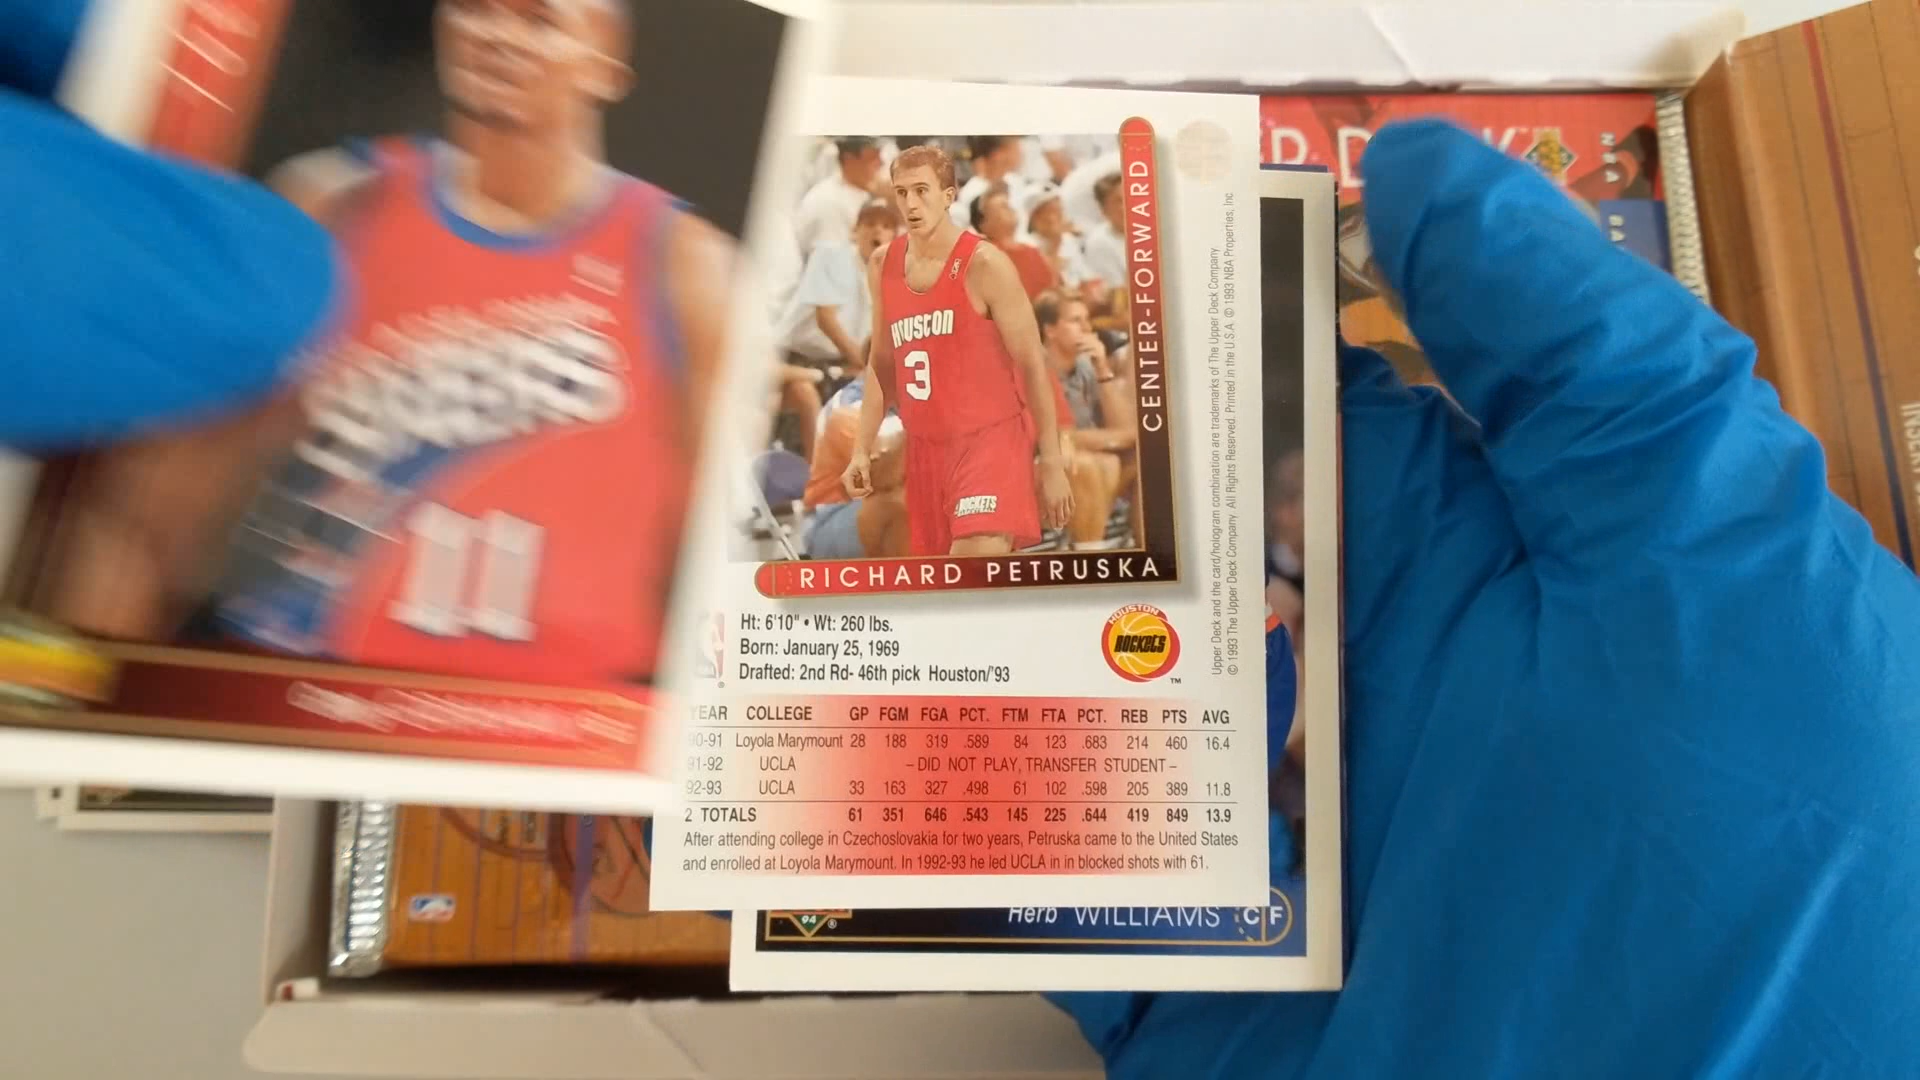 11
HOUSTON
3
ROCKETS
CENTER-FORWARD
RICHARD PETRUSKA
Ht: 6'10" • Wt: 260 lbs.
Born: January 25, 1969
Drafted: 2nd Rd- 46th pick Houston/'93
HOUSTON
ROCKETS
TM
YEAR COLLEGE GP FGM FGA PCT. FTM FTA PCT. REB PTS AVG
90-91 Loyola Marymount 28 188 319 .589 84 123 .683 214 460 16.4
91-92 UCLA – DID NOT PLAY, TRANSFER STUDENT –
92-93 UCLA 33 163 327 .498 61 102 .598 205 389 11.8
2 TOTALS 61 351 646 .543 145 225 .644 419 849 13.9
After attending college in Czechoslovakia for two years, Petruska came to the United States
and enrolled at Loyola Marymount. In 1992-93 he led UCLA in in blocked shots with 61.
Upper Deck and the card/hologram combination are trademarks of The Upper Deck Company.
© 1993 The Upper Deck Company. All Rights Reserved. Printed in the U.S.A. © 1993 NBA Properties, Inc
94
Herb WILLIAMS C F
NBA